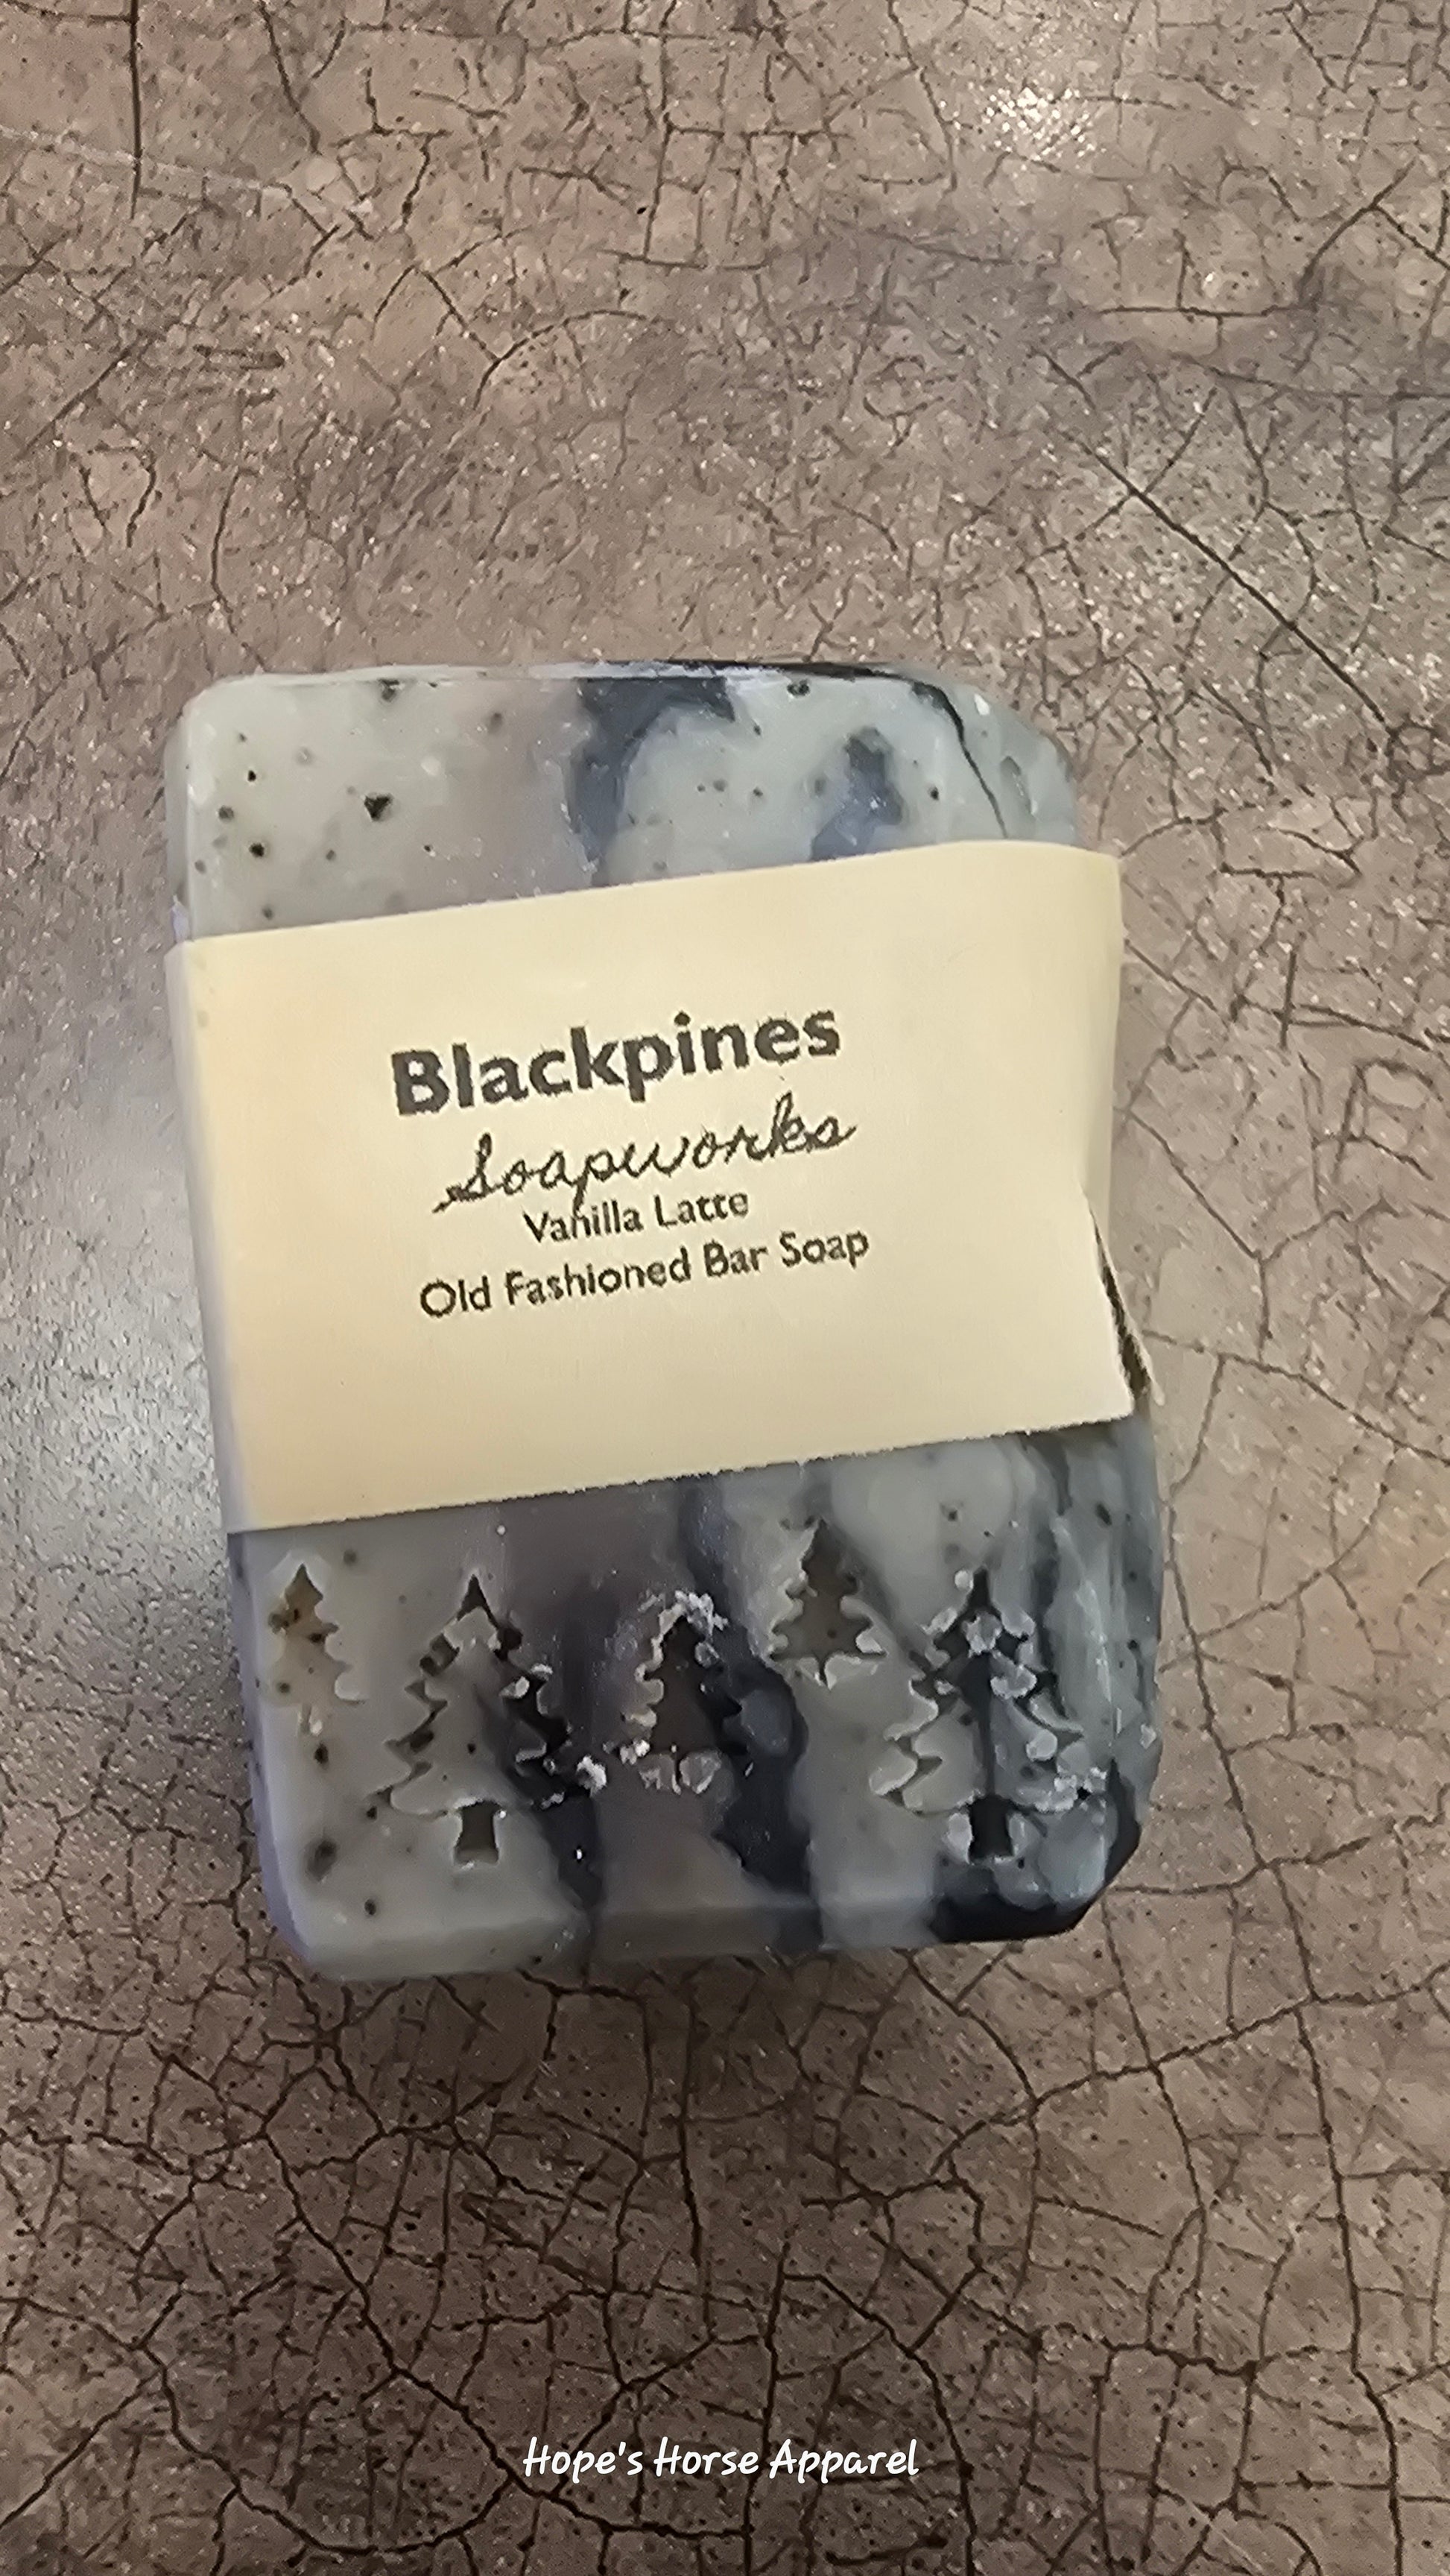 Blackpines
Soapworks
Vanilla Latte
Old Fashioned Bar Soap
Hope's Horse Apparel